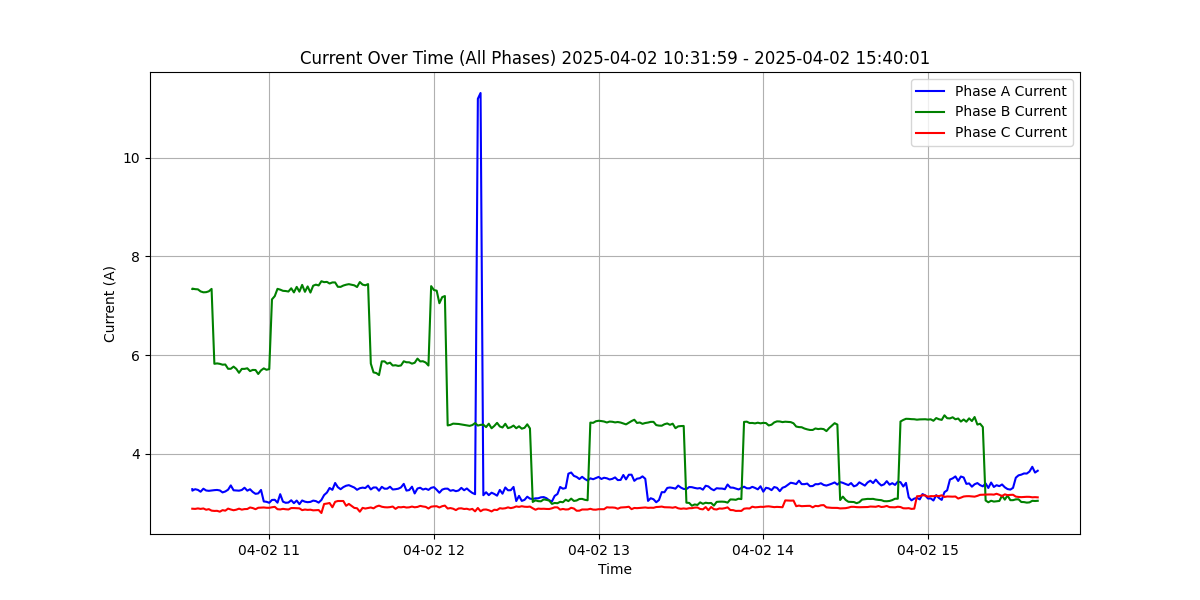 Current Over Time (All Phases) 2025-04-02 10:31:59 - 2025-04-02 15:40:01
Phase A Current
Phase B Current
Phase C Current
10
8
6
4
Current (A)
04-02 11
04-02 12
04-02 13
04-02 14
04-02 15
Time